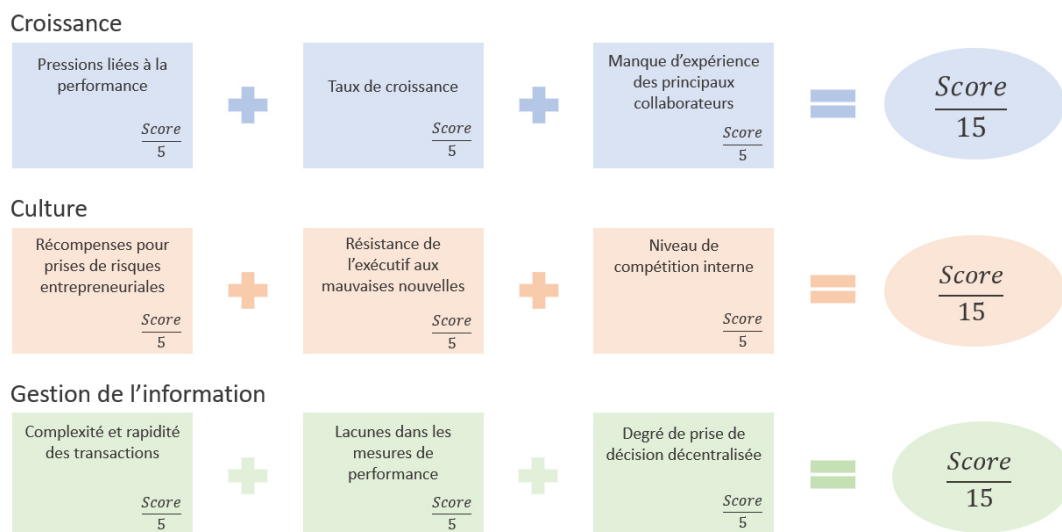 Croissance
Pressions liées à la
performance
Score
5
Taux de croissance
Score
5
Manque d'expérience
des principaux
collaborateurs
Score
5
Score
15
Culture
Récompenses pour
prises de risques
entrepreneuriales
Score
5
Résistance de
l'exécutif aux
mauvaises nouvelles
Score
5
Niveau de
compétition interne
Score
5
Score
15
Gestion de l'information
Complexité et rapidité
des transactions
Score
5
Lacunes dans les
mesures de
performance
Score
5
Degré de prise de
décision décentralisée
Score
5
Score
15